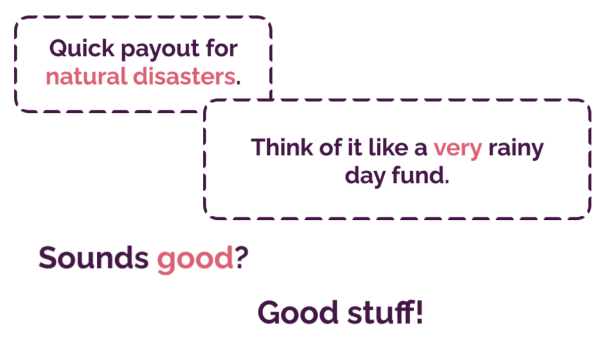 Quick payout for
natural disasters.
Think of it like a very rainy
day fund.
Sounds good?
Good stuff!